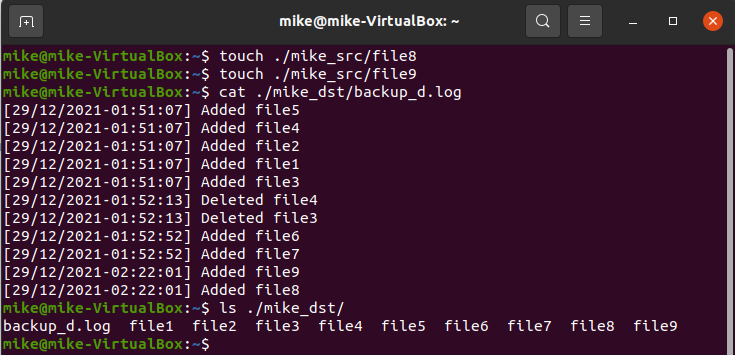 mike@mike-VirtualBox: ~
mike@mike-VirtualBox:~$ touch ./mike_src/file8
mike@mike-VirtualBox:~$ touch ./mike_src/file9
mike@mike-VirtualBox:~$ cat ./mike_dst/backup_d.log
[29/12/2021-01:51:07] Added file5
[29/12/2021-01:51:07] Added file4
[29/12/2021-01:51:07] Added file2
[29/12/2021-01:51:07] Added file1
[29/12/2021-01:51:07] Added file3
[29/12/2021-01:52:13] Deleted file4
[29/12/2021-01:52:13] Deleted file3
[29/12/2021-01:52:52] Added file6
[29/12/2021-01:52:52] Added file7
[29/12/2021-02:22:01] Added file9
[29/12/2021-02:22:01] Added file8
mike@mike-VirtualBox:~$ ls ./mike_dst/
backup_d.log  file1  file2  file3  file4  file5  file6  file7  file8  file9
mike@mike-VirtualBox:~$